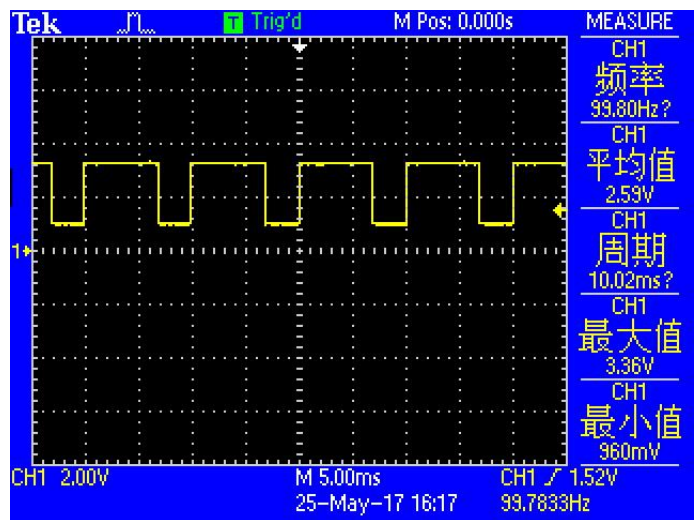 Tek T Trig'd M Pos: 0.000s MEASURE
CH1
频率
99.80Hz?
CH1
平均值
2.59V
CH1
周期
10.02ms?
CH1
最大值
3.36V
CH1
最小值
960mV
1
CH1 2.00V M 5.00ms CH1 1.52V
25-May-17 16:17 99.7833Hz